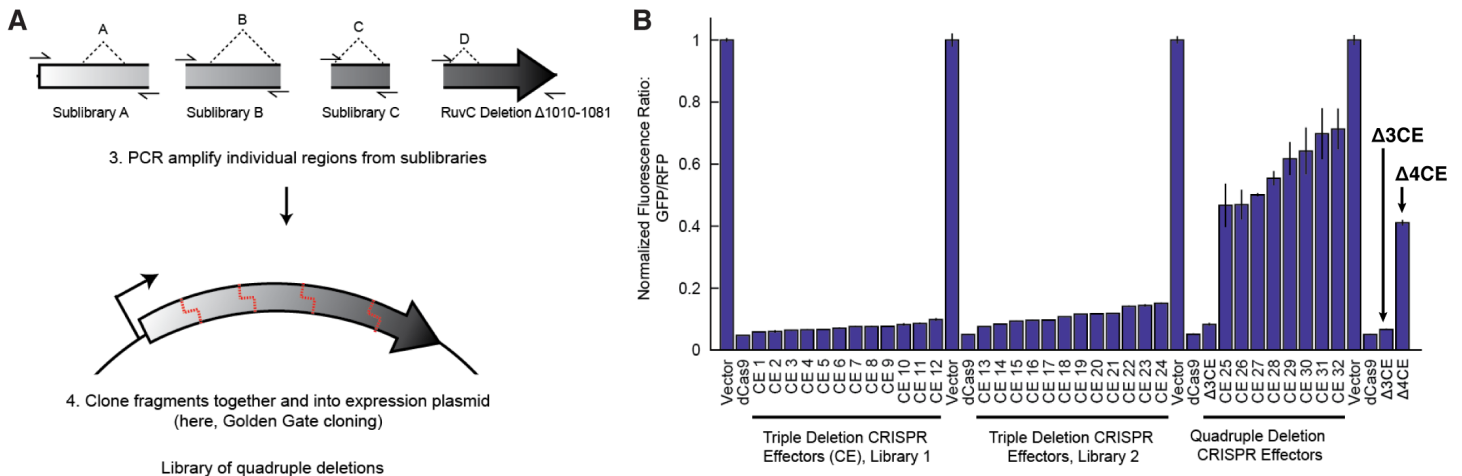 A
A
B
C
D
Sublibrary A
Sublibrary B
Sublibrary C
RuvC Deletion Δ1010-1081
3. PCR amplify individual regions from sublibraries
4. Clone fragments together and into expression plasmid
(here, Golden Gate cloning)
Library of quadruple deletions
B
Normalized Fluorescence Ratio:
GFP/RFP
1
0.8
0.6
0.4
0.2
0
Δ3CE
Δ4CE
Vector
dCas9
CE 1
CE 2
CE 3
CE 4
CE 5
CE 6
CE 7
CE 8
CE 9
CE 10
CE 11
CE 12
Vector
dCas9
CE 13
CE 14
CE 15
CE 16
CE 17
CE 18
CE 19
CE 20
CE 21
CE 22
CE 23
CE 24
Vector
dCas9
Δ3CE
CE 25
CE 26
CE 27
CE 28
CE 29
CE 30
CE 31
CE 32
Vector
dCas9
Δ3CE
Δ4CE
Triple Deletion CRISPR
Effectors (CE), Library 1
Triple Deletion CRISPR
Effectors, Library 2
Quadruple Deletion
CRISPR Effectors